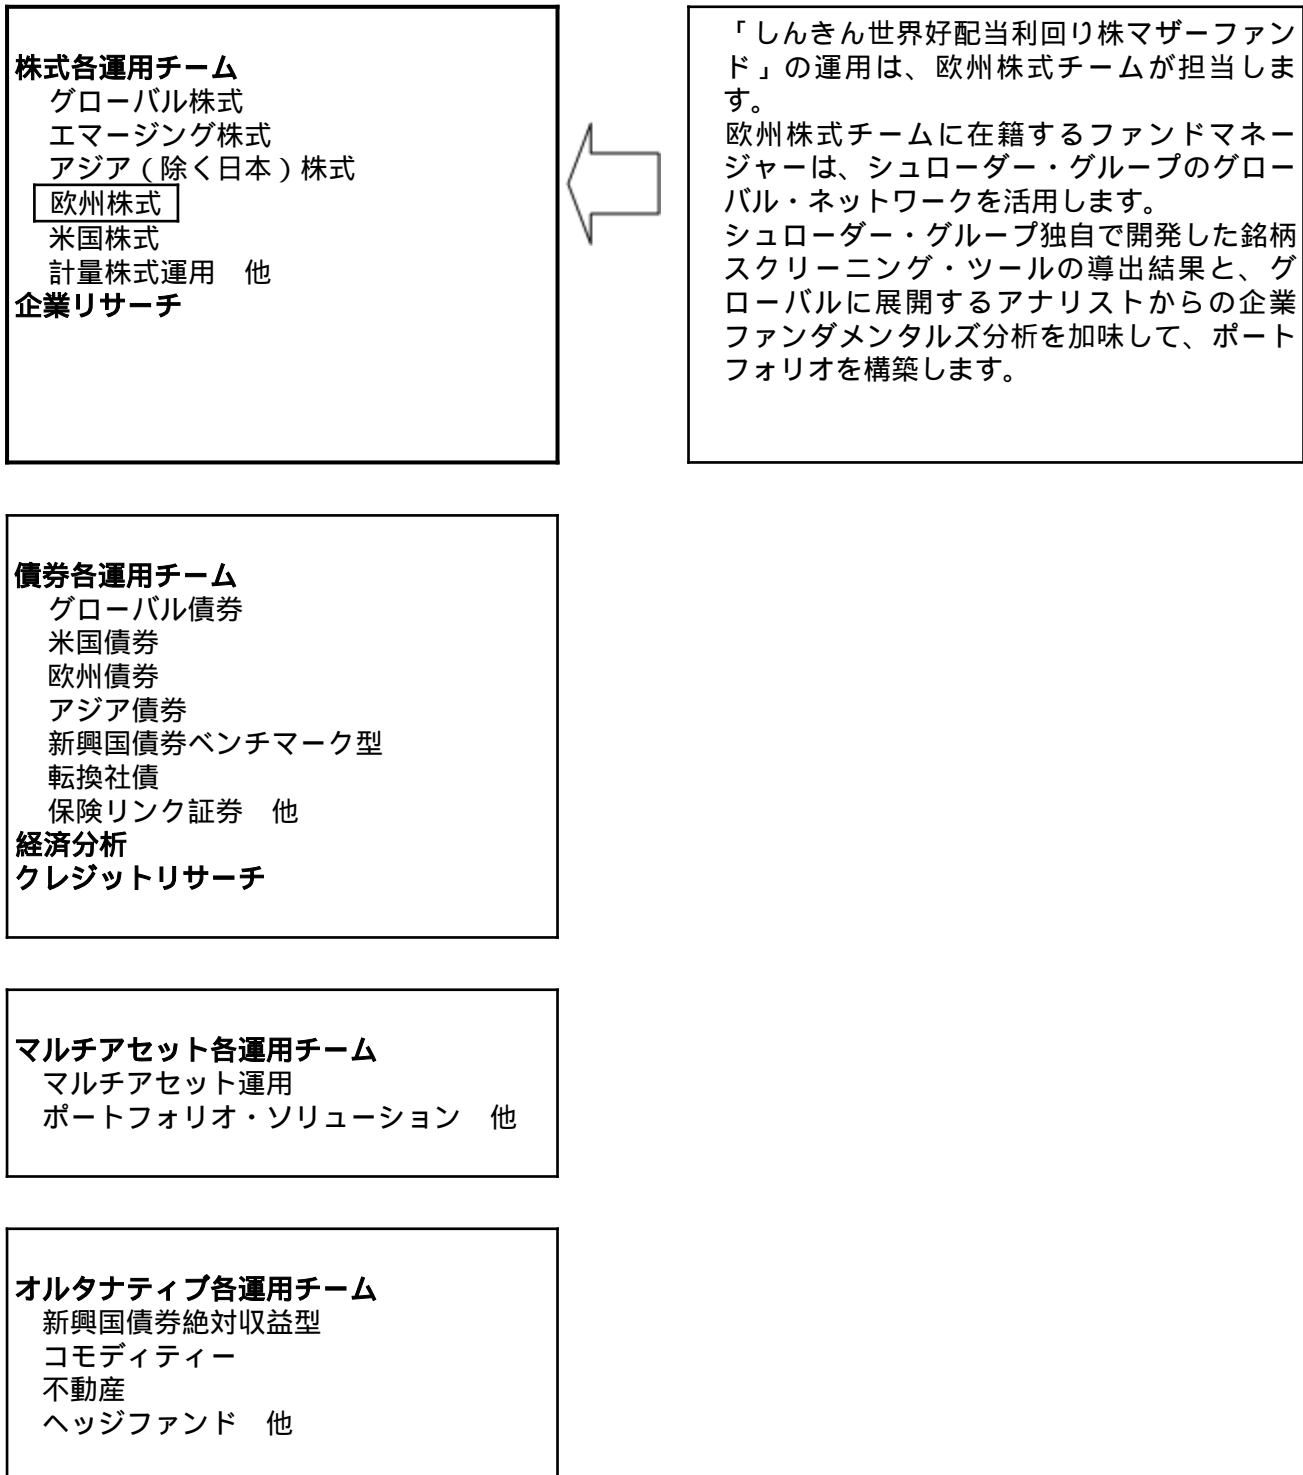 株式各運用チーム
グローバル株式
エマージング株式
アジア（除く日本）株式
欧州株式
米国株式
計量株式運用　他
企業リサーチ
「しんきん世界好配当利回り株マザーファン
ド」の運用は、欧州株式チームが担当しま
す。
欧州株式チームに在籍するファンドマネー
ジャーは、シュローダー・グループのグロー
バル・ネットワークを活用します。
シュローダー・グループ独自で開発した銘柄
スクリーニング・ツールの導出結果と、グ
ローバルに展開するアナリストからの企業
ファンダメンタルズ分析を加味して、ポート
フォリオを構築します。
債券各運用チーム
グローバル債券
米国債券
欧州債券
アジア債券
新興国債券ベンチマーク型
転換社債
保険リンク証券　他
経済分析
クレジットリサーチ
マルチアセット各運用チーム
マルチアセット運用
ポートフォリオ・ソリューション　他
オルタナティブ各運用チーム
新興国債券絶対収益型
コモディティー
不動産
ヘッジファンド　他